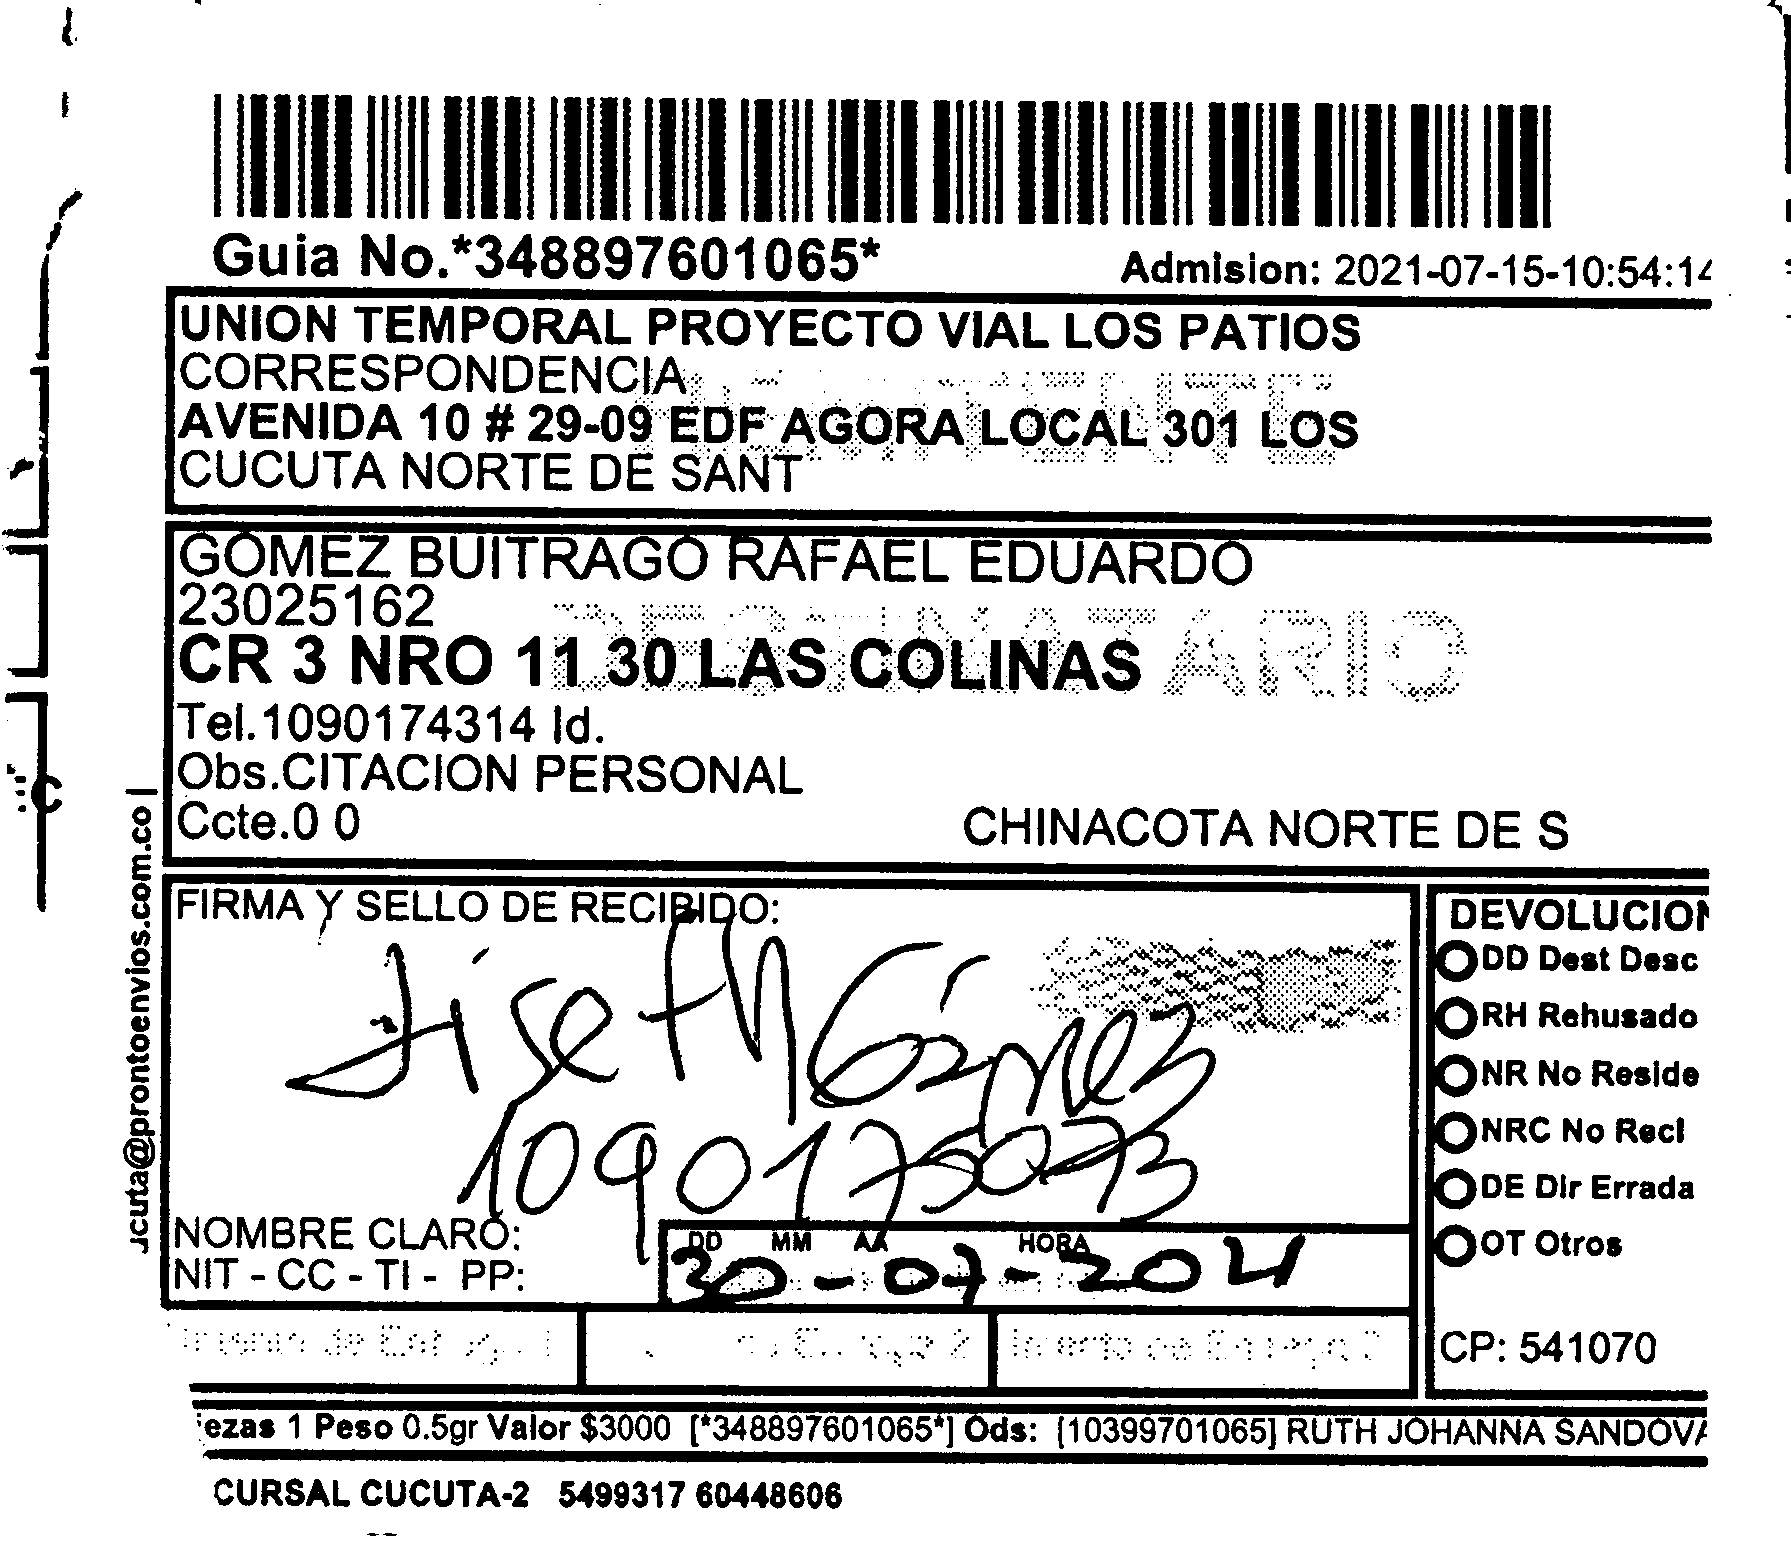 Guia No.*348897601065*
Admision: 2021-07-15-10:54:14
UNION TEMPORAL PROYECTO VIAL LOS PATIOS
CORRESPONDENCIA
AVENIDA 10 # 29-09 EDF AGORA LOCAL 301 LOS
CUCUTA NORTE DE SANT
GOMEZ BUITRAGO RAFAEL EDUARDO
23025162
DESTINATARIO
CR 3 NRO 11 30 LAS COLINAS
Tel.1090174314 Id.
Obs.CITACION PERSONAL
Ccte.0 0
CHINACOTA NORTE DE S
ucuta@prontoenvios.com.co |
FIRMA Y SELLO DE RECIBIDO:
Gómez
NOMBRE CLARO:
NIT - CC - TI - PP:
DD MM AA HORA
DEVOLUCION
DD Dest Desc
RH Rehusado
NR No Reside
NRC No Recl
DE Dir Errada
OT Otros
CP: 541070
iezas 1 Peso 0.5gr Valor $3000 [*348897601065*] Ods: [10399701065] RUTH JOHANNA SANDOVA
CURSAL CUCUTA-2 5499317 60448606